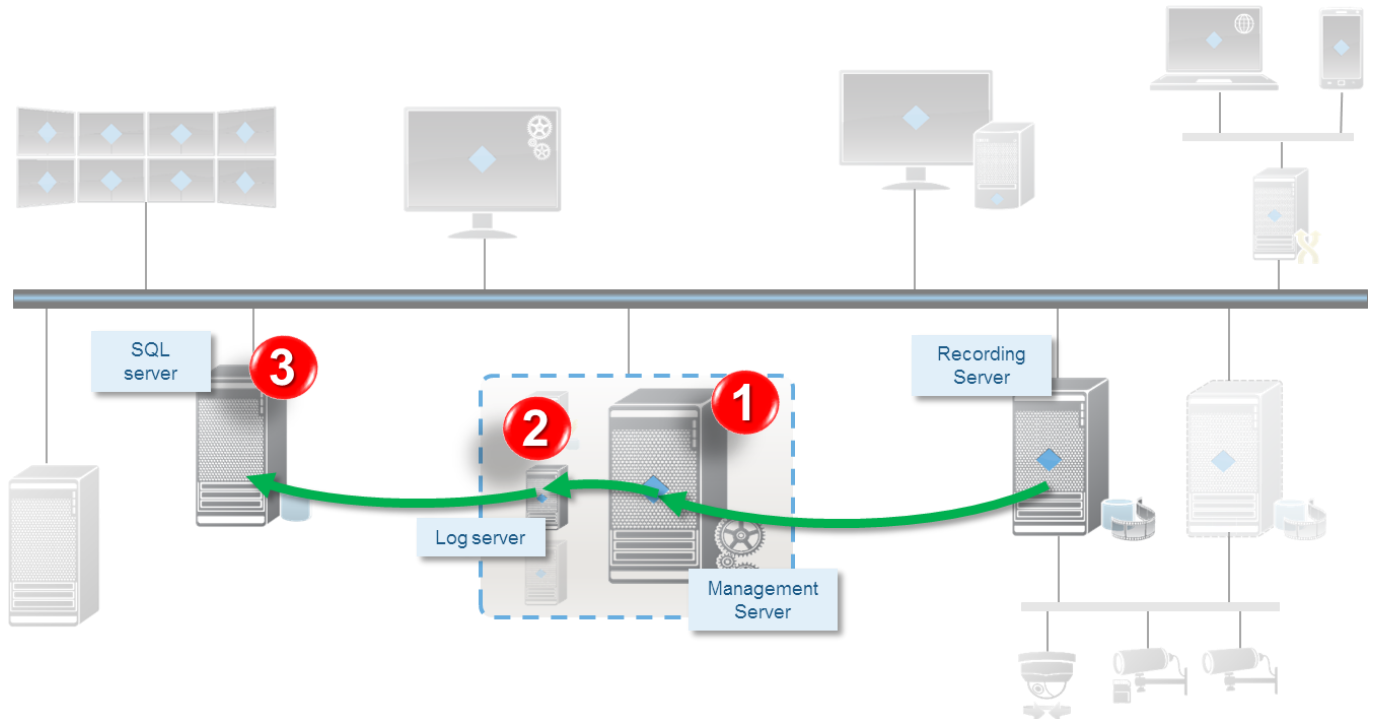 SQL
server
3
Recording
Server
1
2
Log server
Management
Server